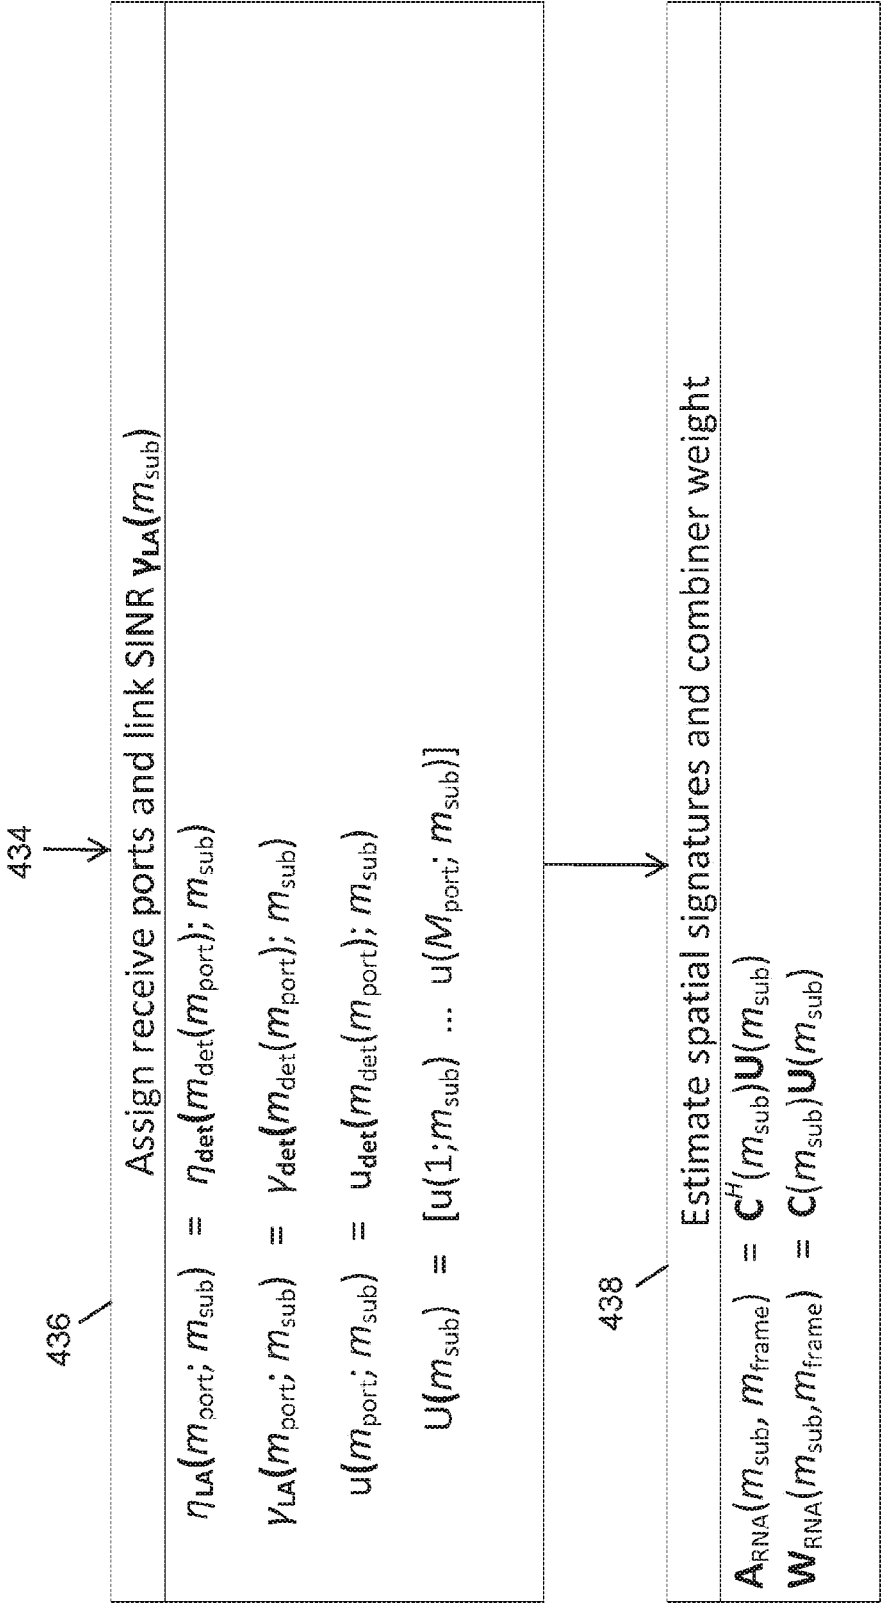 434
436
Assign receive ports and link SINR γLA(msub)
ηLA(mport; msub) = ηdet(mdet(mport); msub)
γLA(mport; msub) = γdet(mdet(mport); msub)
u(mport; msub) = udet(mdet(mport); msub)
U(msub) = [u(1;msub) ... u(Mport; msub)]
438
Estimate spatial signatures and combiner weight
ARNA(msub, mframe) = CH(msub)U(msub)
WRNA(msub,mframe) = C(msub)U(msub)